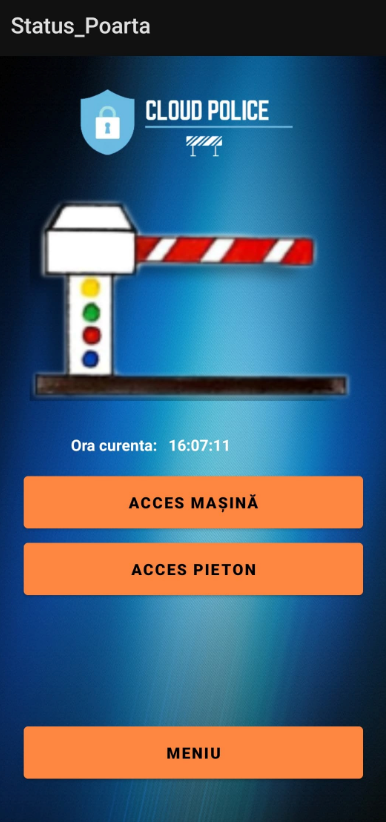 Status_Poarta
CLOUD POLICE
Ora curenta: 16:07:11
ACCES MAȘINĂ
ACCES PIETON
MENIU